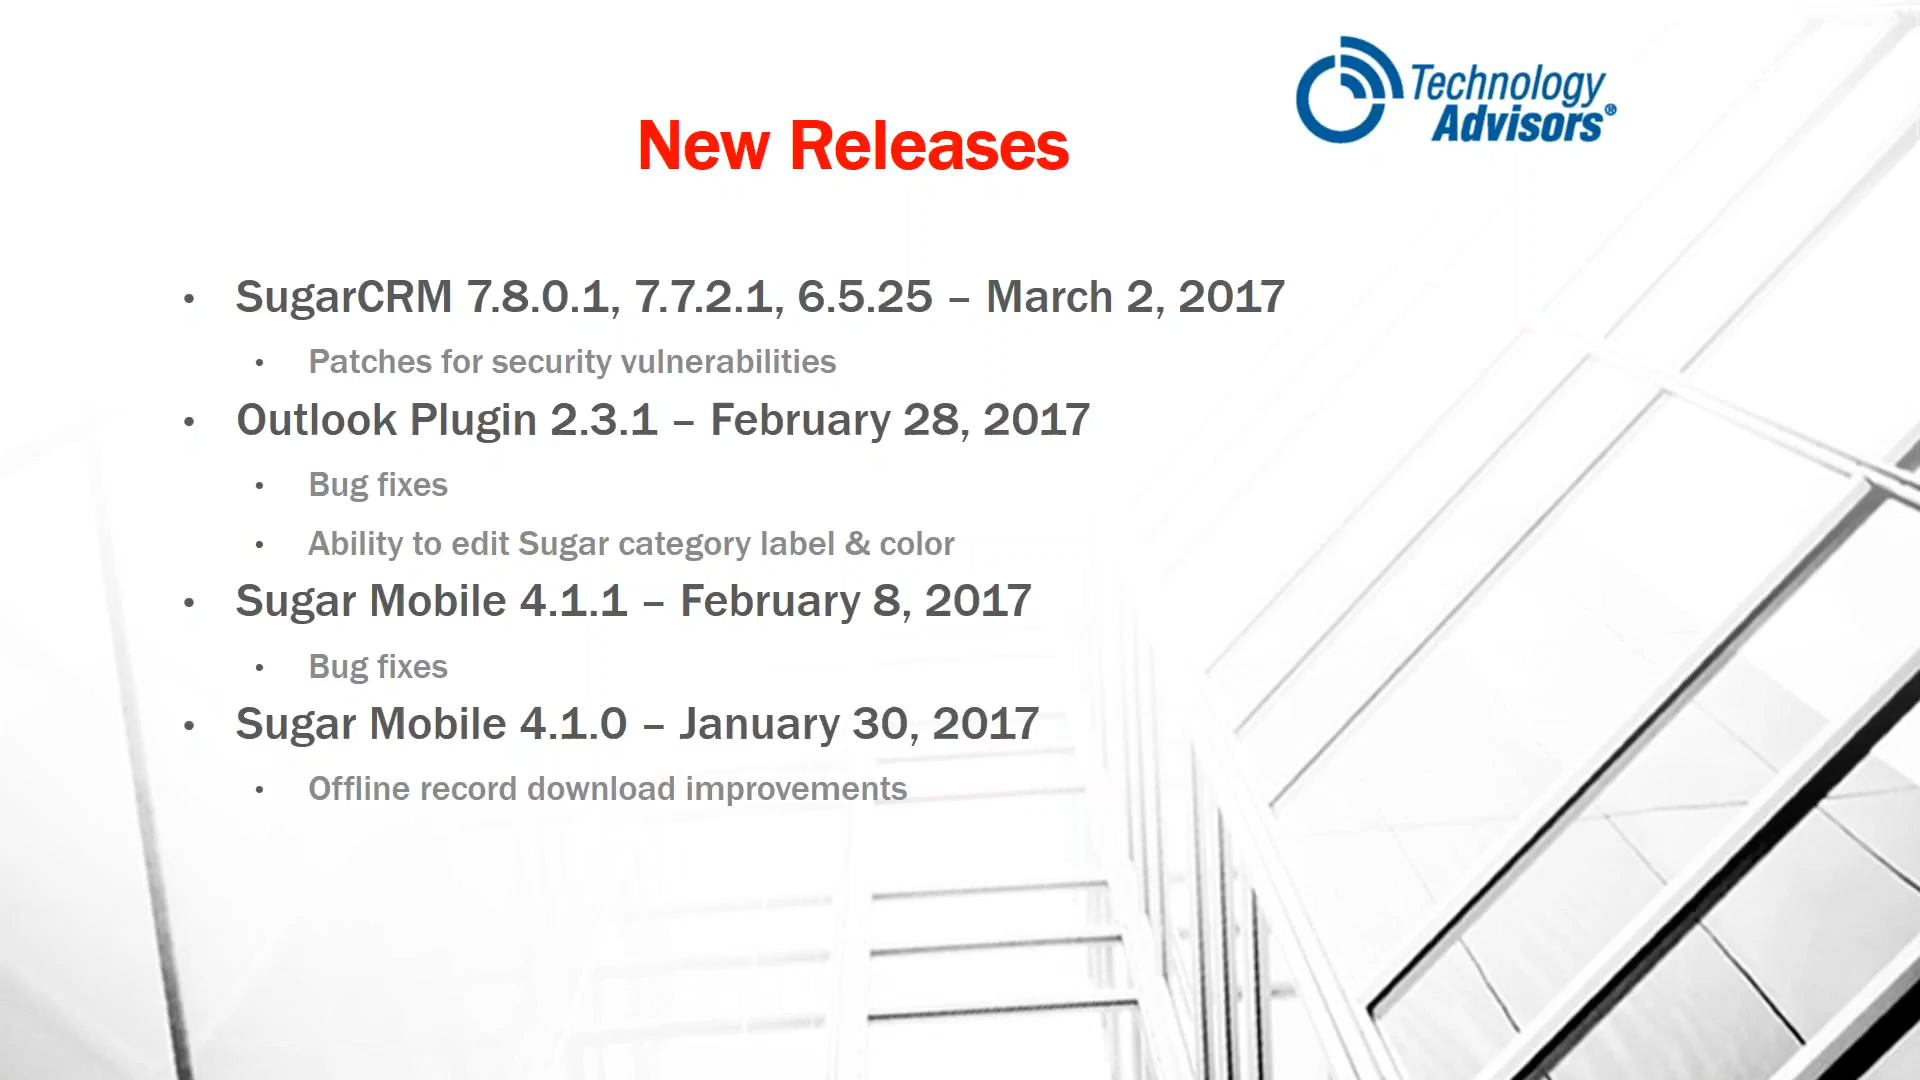 Technology
Advisors®
New Releases
• SugarCRM 7.8.0.1, 7.7.2.1, 6.5.25 – March 2, 2017
• Patches for security vulnerabilities
• Outlook Plugin 2.3.1 – February 28, 2017
• Bug fixes
• Ability to edit Sugar category label & color
• Sugar Mobile 4.1.1 – February 8, 2017
• Bug fixes
• Sugar Mobile 4.1.0 – January 30, 2017
• Offline record download improvements